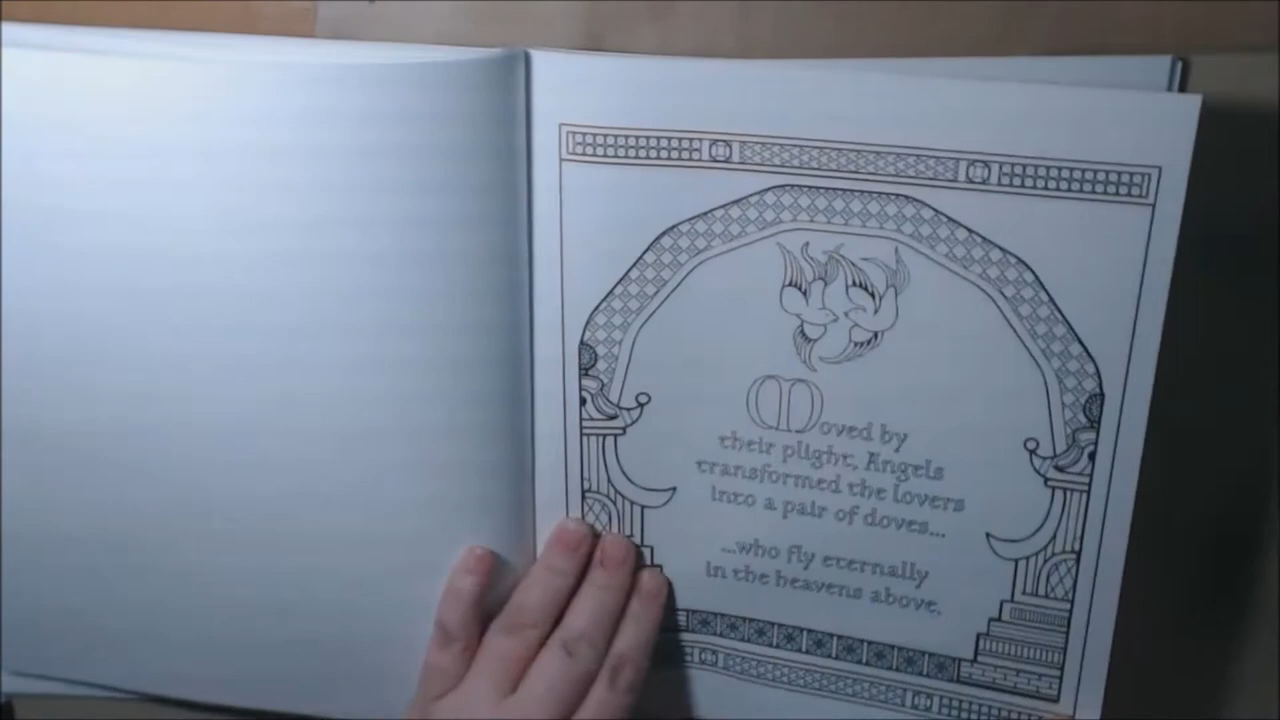 Moved by
their plight, Angels
transformed the lovers
into a pair of doves...
...who fly eternally
in the heavens above.